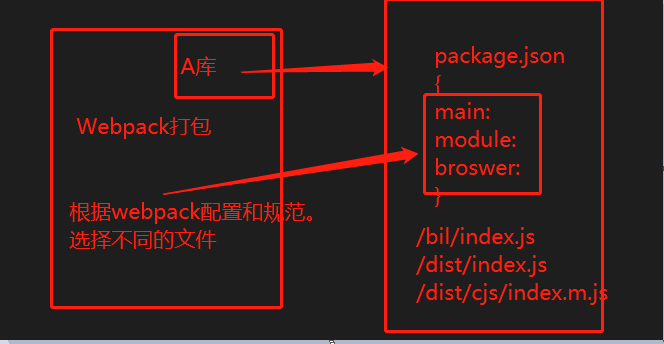 A库
Webpack打包
根据webpack配置和规范。
选择不同的文件
package.json
{
main:
module:
broswer:
}
/bil/index.js
/dist/index.js
/dist/cjs/index.m.js